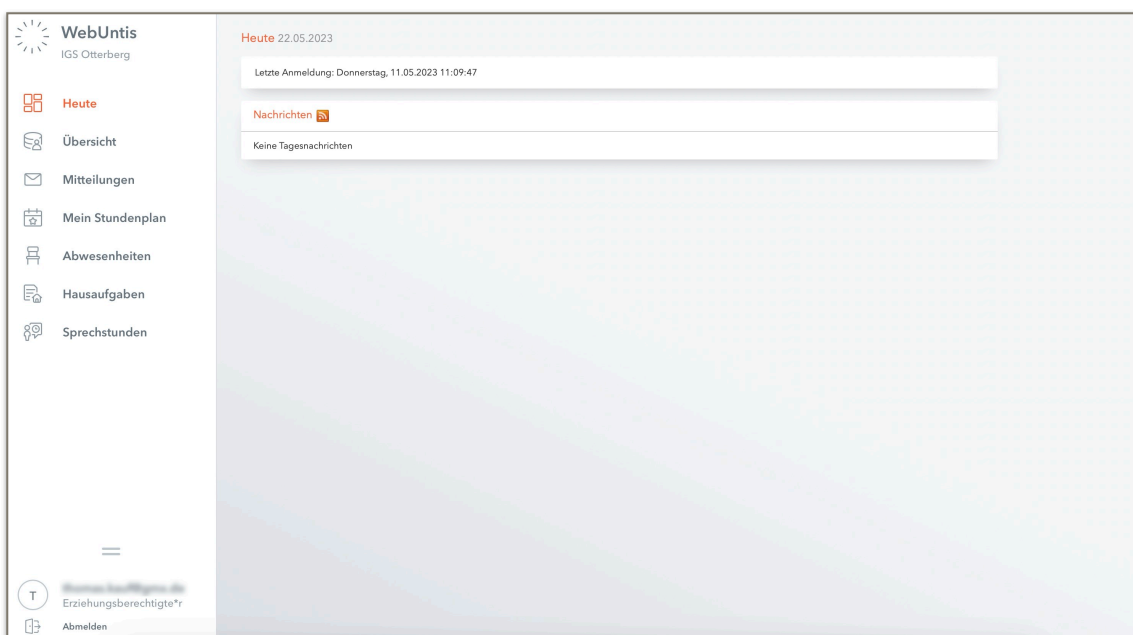 WebUntis
IGS Otterberg
Heute
Übersicht
Mitteilungen
Mein Stundenplan
Abwesenheiten
Hausaufgaben
Sprechstunden
T
Erziehungsberechtigte*r
Abmelden
Heute 22.05.2023
Letzte Anmeldung: Donnerstag, 11.05.2023 11:09:47
Nachrichten
Keine Tagesnachrichten